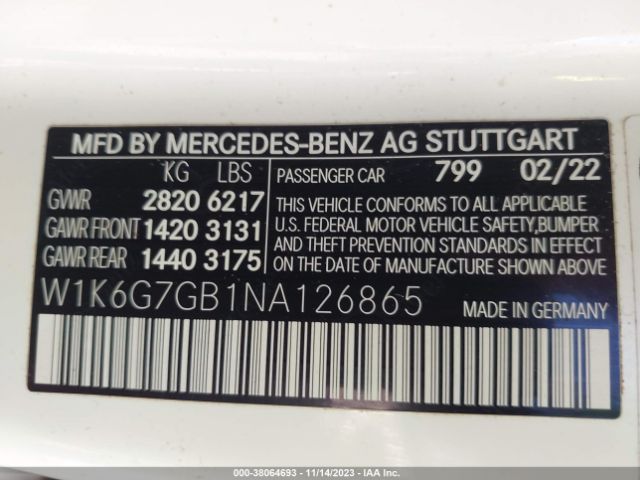 MFD BY MERCEDES-BENZ AG STUTTGART
KG LBS
GWR 2820 6217
GAWR FRONT 1420 3131
GAWR REAR 1440 3175
PASSENGER CAR 799 02/22
THIS VEHICLE CONFORMS TO ALL APPLICABLE
U.S. FEDERAL MOTOR VEHICLE SAFETY,BUMPER
AND THEFT PREVENTION STANDARDS IN EFFECT
ON THE DATE OF MANUFACTURE SHOWN ABOVE.
W1K6G7GB1NA126865 MADE IN GERMANY
000-38064693 - 11/14/2023 - IAA Inc.